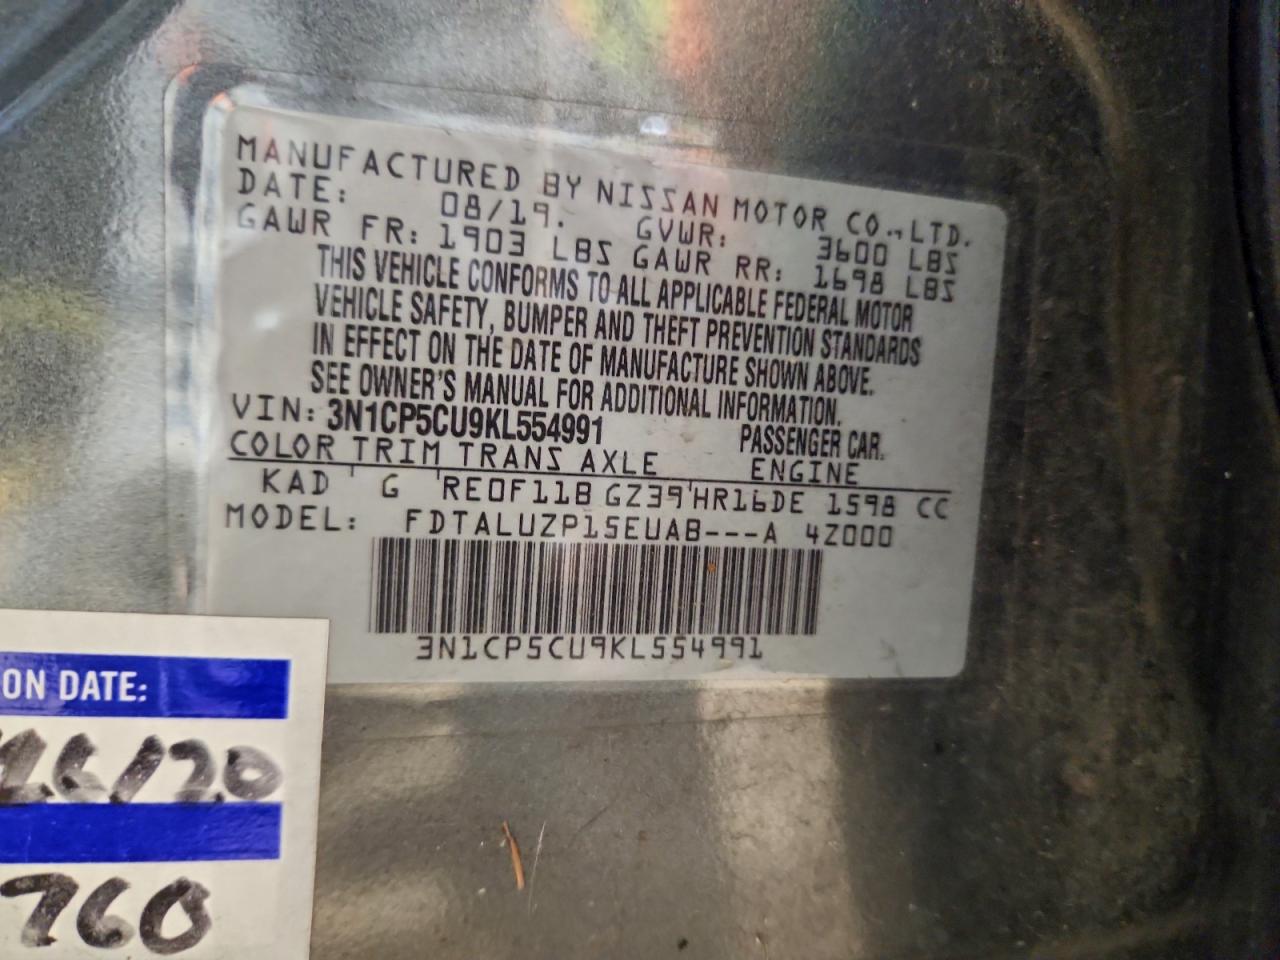 MANUFACTURED BY NISSAN MOTOR CO., LTD.
DATE: 08/19. GVWR: 3600 LBS
GAWR FR: 1903 LBS GAWR RR: 1698 LBS
THIS VEHICLE CONFORMS TO ALL APPLICABLE FEDERAL MOTOR
VEHICLE SAFETY, BUMPER AND THEFT PREVENTION STANDARDS
IN EFFECT ON THE DATE OF MANUFACTURE SHOWN ABOVE.
SEE OWNER'S MANUAL FOR ADDITIONAL INFORMATION.
VIN: 3N1CP5CU9KL554991 PASSENGER CAR.
COLOR TRIM TRANS AXLE ENGINE
KAD G RE0F11B GZ39 HR16DE 1598 CC
MODEL: FDTALUZP15EUAB---A 4Z000
3N1CP5CU9KL554991
ON DATE:
26/20
760